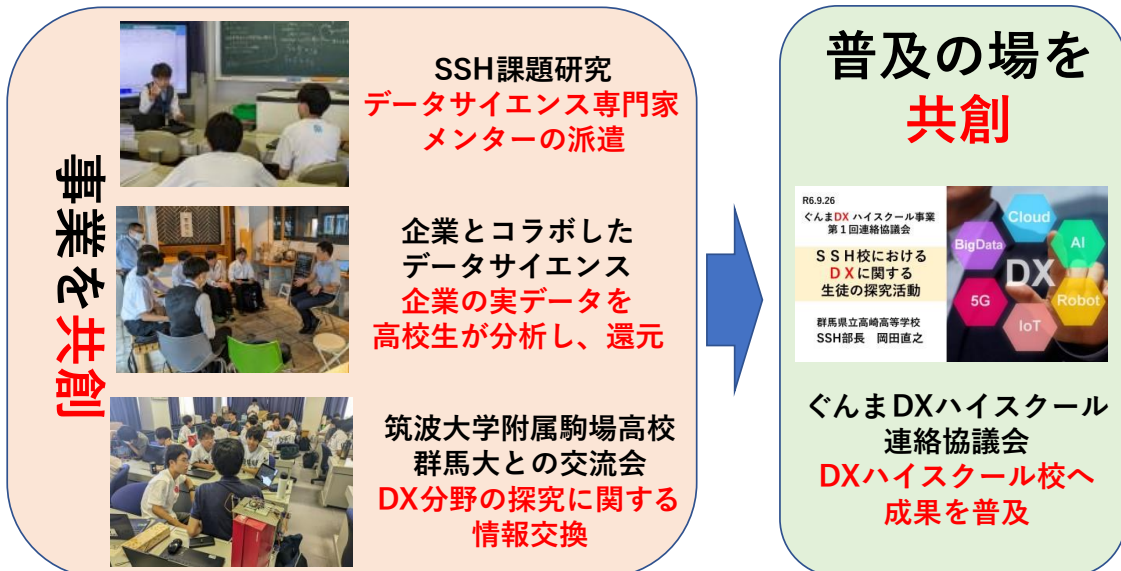 事業を共創
SSH課題研究
データサイエンス専門家
メンターの派遣
企業とコラボした
データサイエンス
企業の実データを
高校生が分析し、還元
筑波大学附属駒場高校
群馬大との交流会
DX分野の探究に関する
情報交換
普及の場を
共創
R6.9.26
ぐんまDX ハイスクール事業
第１回連絡協議会
ＳＳＨ校における
ＤＸに関する
生徒の探究活動
群馬県立高崎高等学校
SSH部長　岡田直之
Cloud
BigData
AI
DX
5G
Robot
IoT
ぐんまDXハイスクール
連絡協議会
DXハイスクール校へ
成果を普及